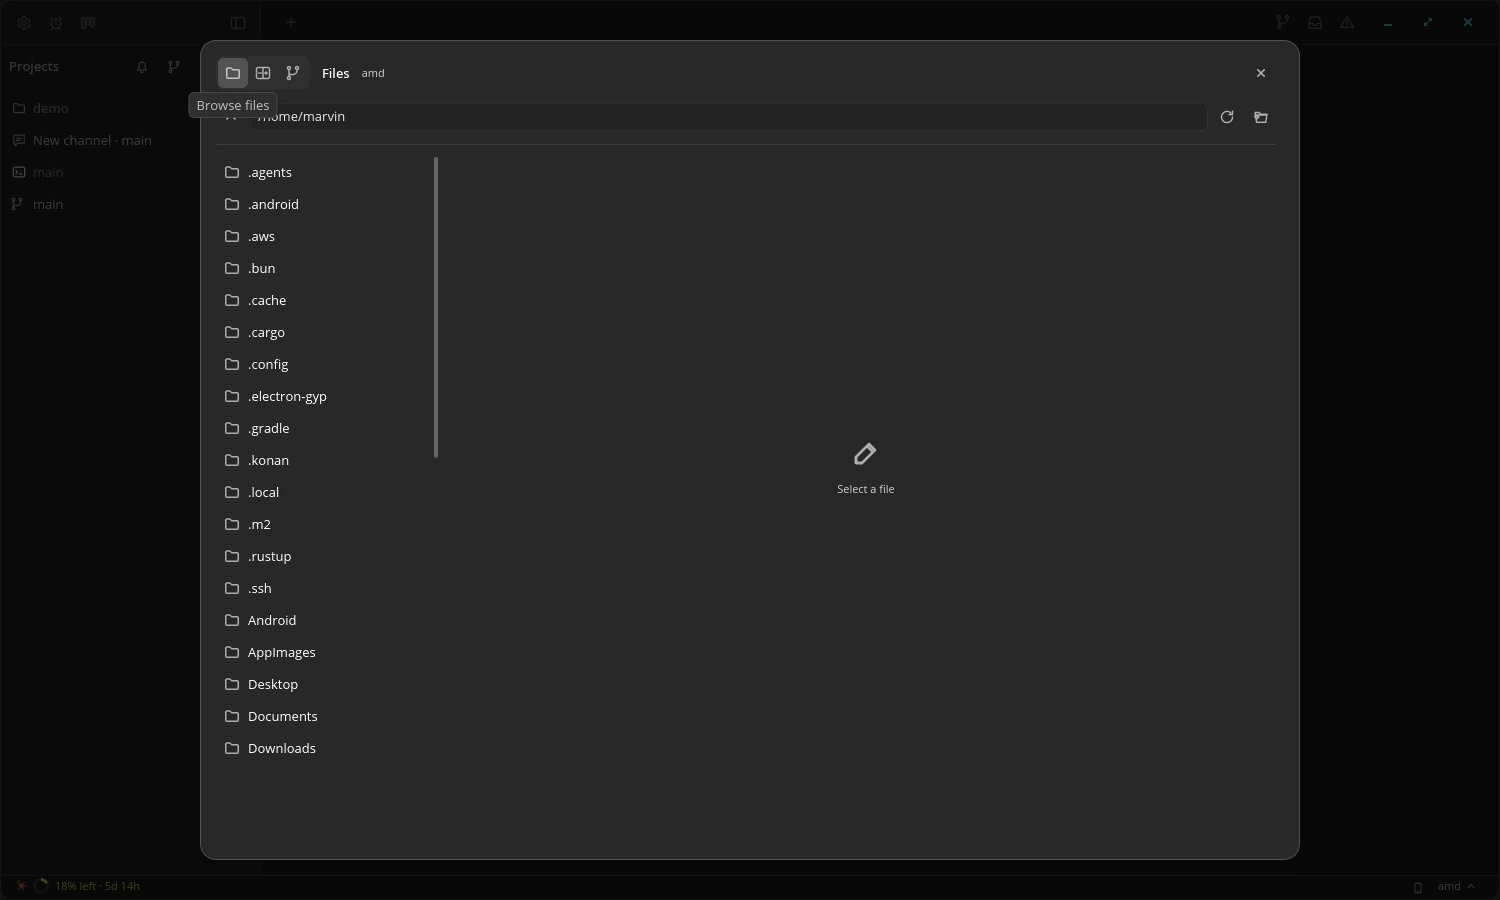 Projects
demo
New channel · main
main
main
Files amd
Browse files
/home/marvin
.agents
.android
.aws
.bun
.cache
.cargo
.config
.electron-gyp
.gradle
.konan
.local
.m2
.rustup
.ssh
Android
AppImages
Desktop
Documents
Downloads
Select a file
18% left · 5d 14h
amd